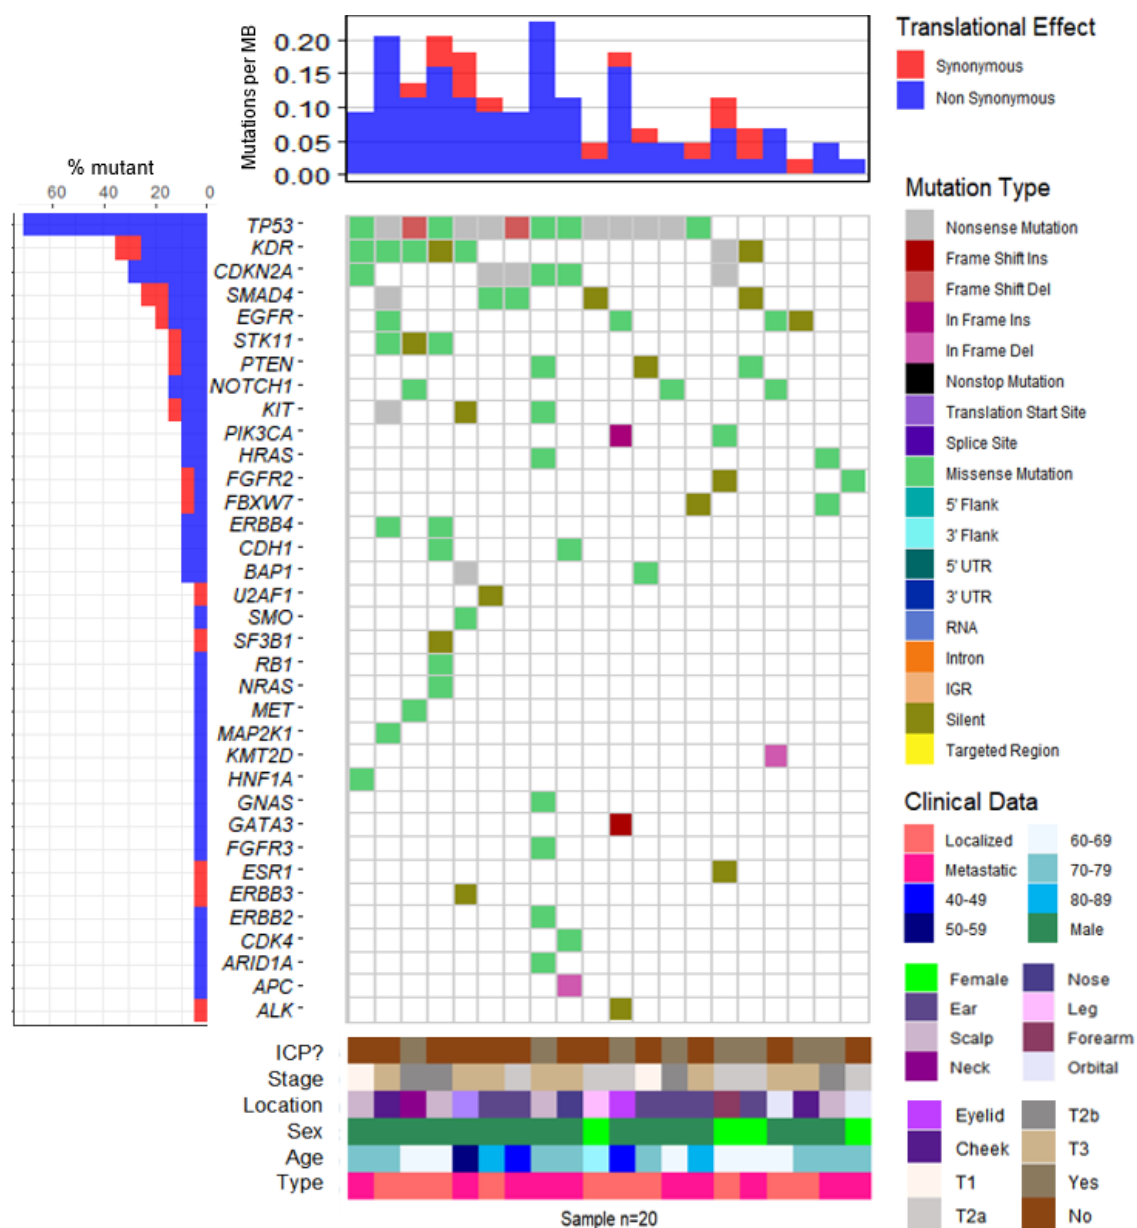 Translational Effect
Synonymous
Non Synonymous
Mutations per MB
0.20
0.15
0.10
0.05
0.00
% mutant
60 40 20 0
TP53
KDR
CDKN2A
SMAD4
EGFR
STK11
PTEN
NOTCH1
KIT
PIK3CA
HRAS
FGFR2
FBXW7
ERBB4
CDH1
BAP1
U2AF1
SMO
SF3B1
RB1
NRAS
MET
MAP2K1
KMT2D
HNF1A
GNAS
GATA3
FGFR3
ESR1
ERBB3
ERBB2
CDK4
ARID1A
APC
ALK
Mutation Type
Nonsense Mutation
Frame Shift Ins
Frame Shift Del
In Frame Ins
In Frame Del
Nonstop Mutation
Translation Start Site
Splice Site
Missense Mutation
5' Flank
3' Flank
5' UTR
3' UTR
RNA
Intron
IGR
Silent
Targeted Region
Clinical Data
Localized 60-69
Metastatic 70-79
40-49 80-89
50-59 Male
Female Nose
Ear Leg
Scalp Forearm
Neck Orbital
Eyelid T2b
Cheek T3
T1 Yes
T2a No
ICP?
Stage
Location
Sex
Age
Type
Sample n=20